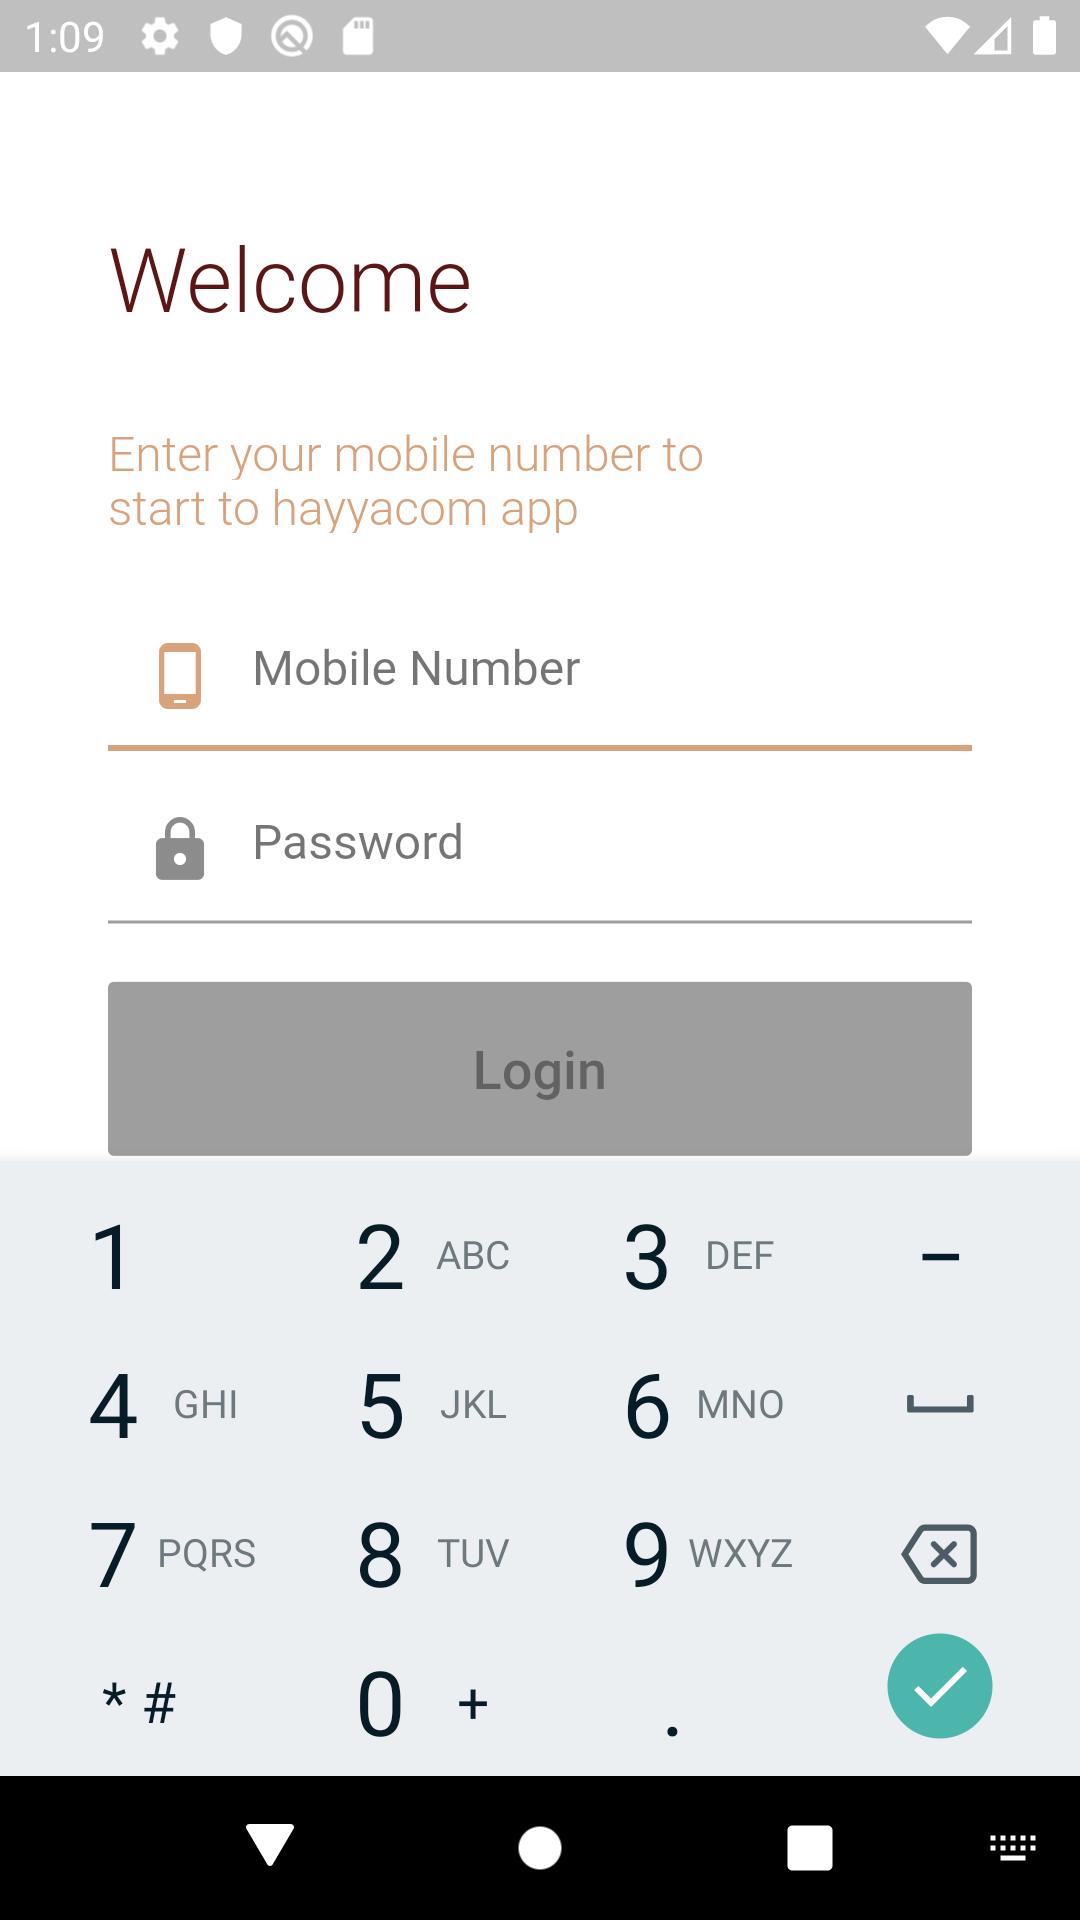 1:09
Welcome
Enter your mobile number to
start to hayyacom app
Mobile Number
Password
Login
1 2 ABC 3 DEF –
4 GHI 5 JKL 6 MNO
7 PQRS 8 TUV 9 WXYZ
* # 0 + .